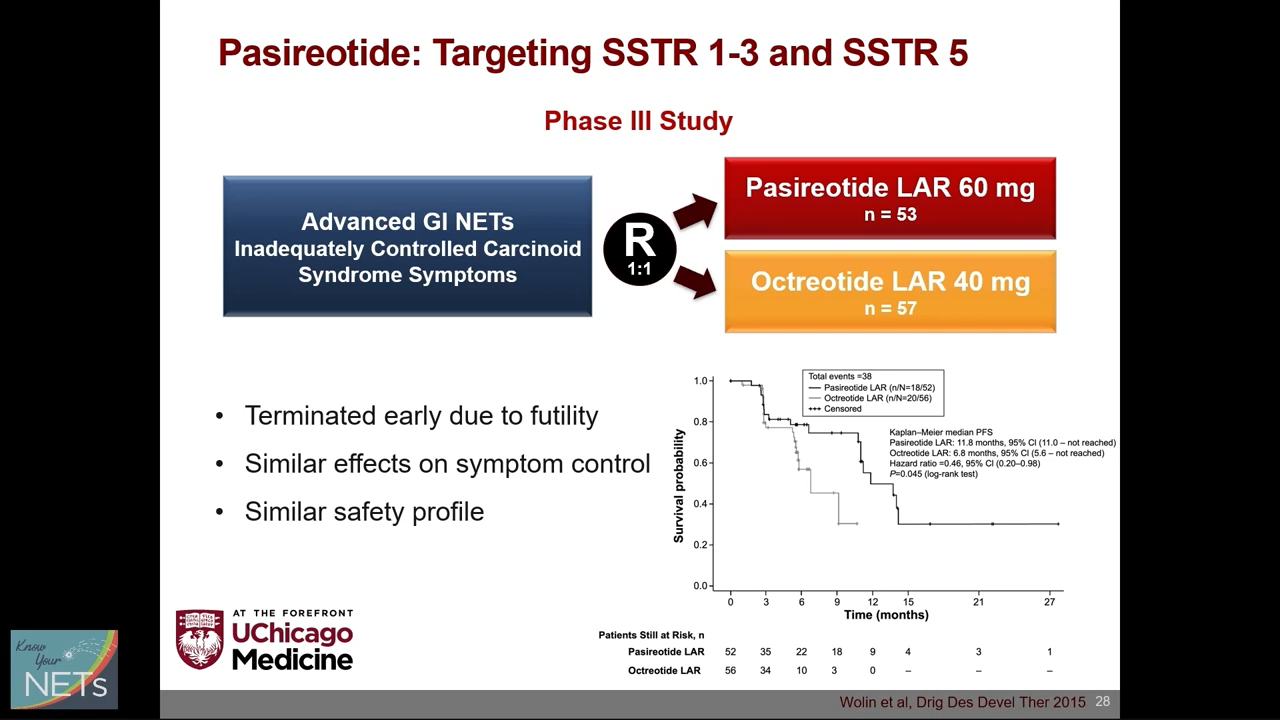 Pasireotide: Targeting SSTR 1-3 and SSTR 5
Phase III Study
Advanced GI NETs
Inadequately Controlled Carcinoid
Syndrome Symptoms
R
1:1
Pasireotide LAR 60 mg
n = 53
Octreotide LAR 40 mg
n = 57
• Terminated early due to futility
• Similar effects on symptom control
• Similar safety profile
Survival probability
1.0
0.8
0.6
0.4
0.2
0.0
Total events =38
Pasireotide LAR (n/N=18/52)
Octreotide LAR (n/N=20/56)
+++ Censored
Kaplan–Meier median PFS
Pasireotide LAR: 11.8 months, 95% CI (11.0 – not reached)
Octreotide LAR: 6.8 months, 95% CI (5.6 – not reached)
Hazard ratio =0.46, 95% CI (0.20–0.98)
P=0.045 (log-rank test)
0 3 6 9 12 15 21 27
Time (months)
Patients Still at Risk, n
Pasireotide LAR 52 35 22 18 9 4 3 1
Octreotide LAR 56 34 10 3 0 – – –
AT THE FOREFRONT
UChicago
Medicine
Know
Your
NETs
Wolin et al, Drig Des Devel Ther 2015 28